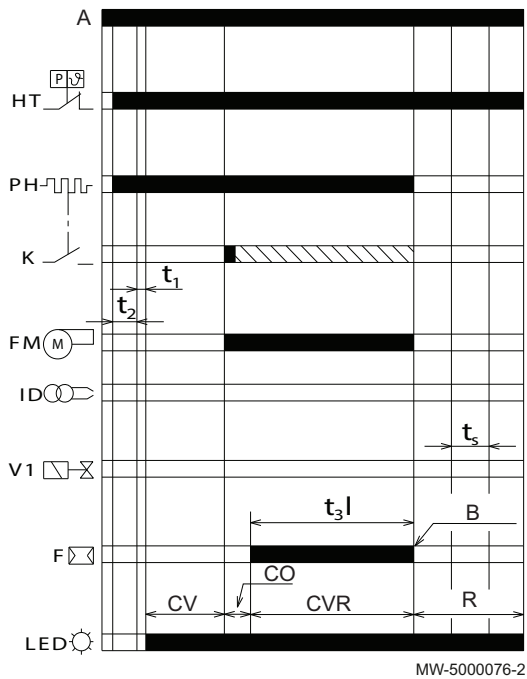 A
P ϑ
HT
PH
K
t₁
t₂
FM M
ID
tₛ
V1
t₃l B
F
CO
CV CVR R
LED
MW-5000076-2